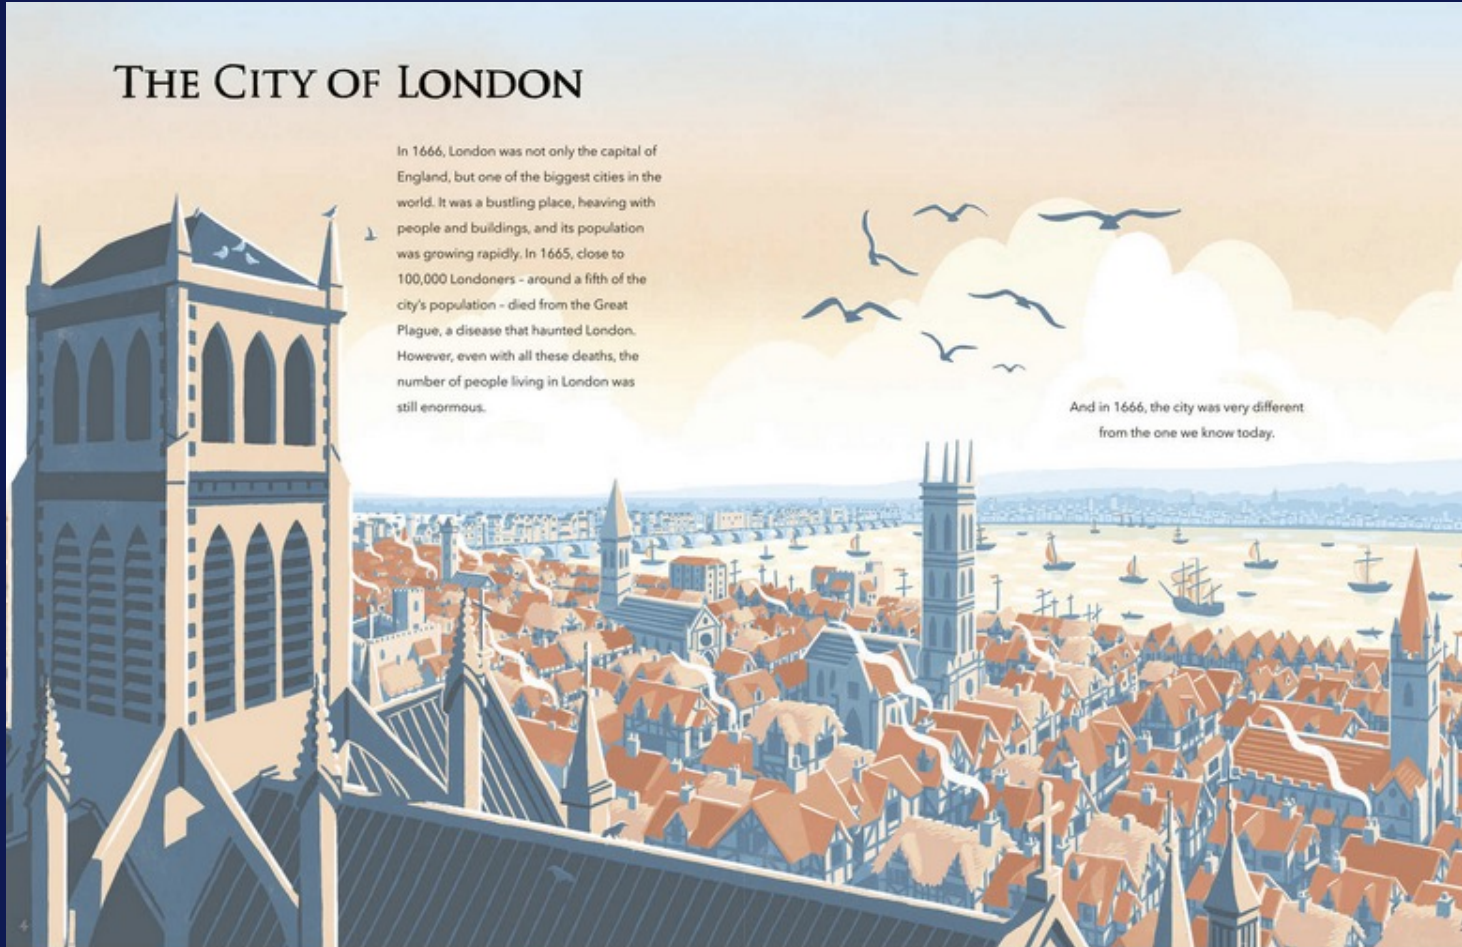 THE CITY OF LONDON
In 1666, London was not only the capital of
England, but one of the biggest cities in the
world. It was a bustling place, heaving with
people and buildings, and its population
was growing rapidly. In 1665, close to
100,000 Londoners – around a fifth of the
city's population – died from the Great
Plague, a disease that haunted London.
However, even with all these deaths, the
number of people living in London was
still enormous.
And in 1666, the city was very different
from the one we know today.
4